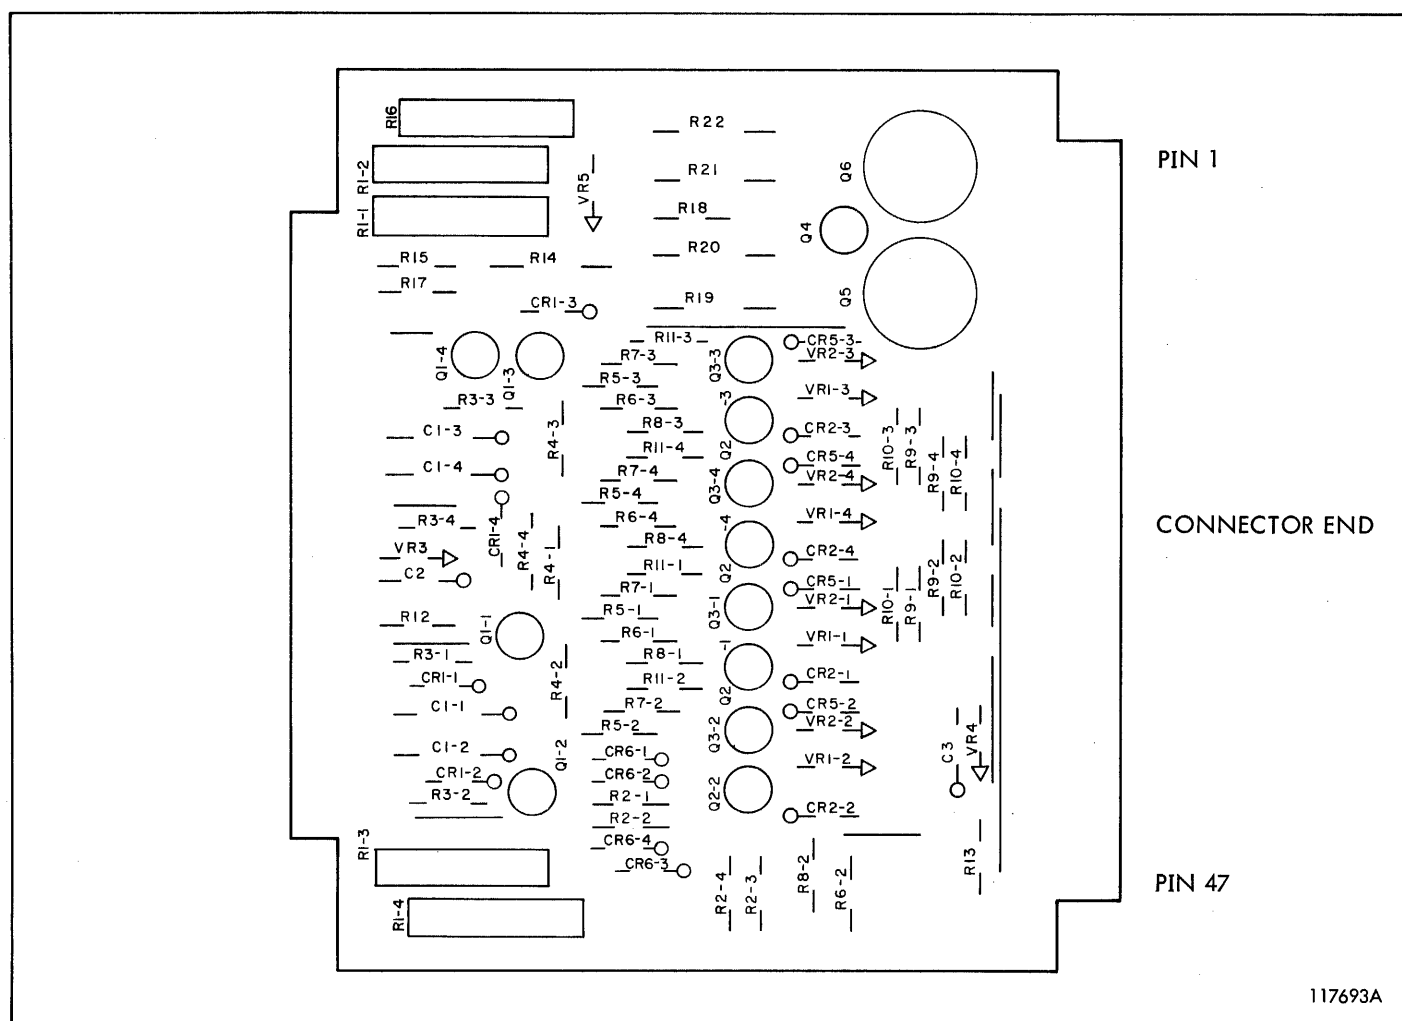 R16
R1-2
R1-1
VR5
R22
R21
R18
R20
R19
Q6
Q4
Q5
PIN 1
R15
R14
R17
CR1-3
Q1-4
Q1-3
R11-3
R7-3
R5-3
R6-3
R8-3
R11-4
R7-4
R5-4
R6-4
R8-4
R11-1
R7-1
R5-1
R6-1
R8-1
R11-2
R7-2
R5-2
CR6-1
CR6-2
R2-1
R2-2
CR6-4
CR6-3
R3-3
C1-3
C1-4
R4-3
R3-4
CR1-4
VR3
C2
R4-4
R4-1
R12
Q1-1
R3-1
CR1-1
C1-1
R4-2
C1-2
CR1-2
R3-2
Q1-2
R1-3
R1-4
Q3-3
Q2-3
Q3-4
Q2-4
Q3-1
Q2-1
Q3-2
Q2-2
CR5-3
VR2-3
VR1-3
CR2-3
CR5-4
VR2-4
VR1-4
CR2-4
CR5-1
VR2-1
VR1-1
CR2-1
CR5-2
VR2-2
VR1-2
CR2-2
R10-3
R9-3
R9-4
R10-4
R10-1
R9-1
R9-2
R10-2
CONNECTOR END
C3
VR4
R13
R2-4
R2-3
R8-2
R6-2
PIN 47
117693A